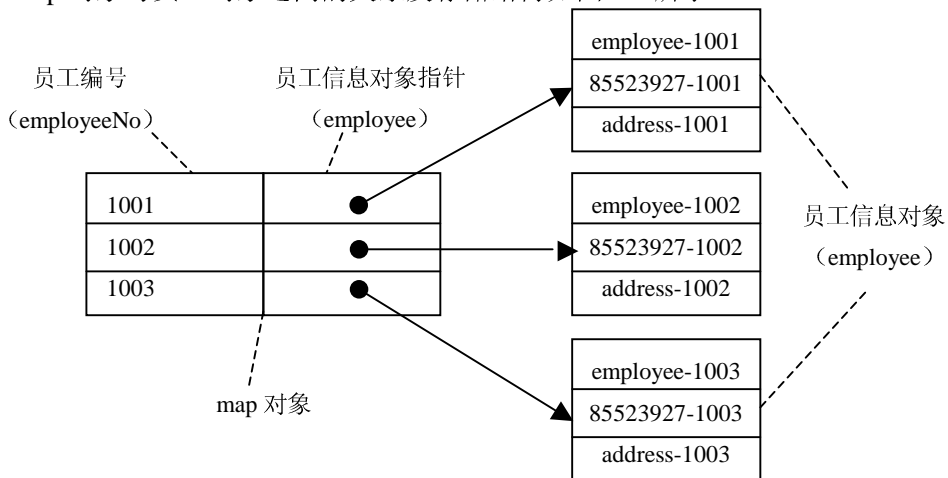 employee-1001
员工编号
员工信息对象指针
85523927-1001
（employeeNo）
（employee）
address-1001
1001
employee-1002
员工信息对象
1002
85523927-1002
（employee）
1003
address-1002
employee-1003
map 对象
85523927-1003
address-1003